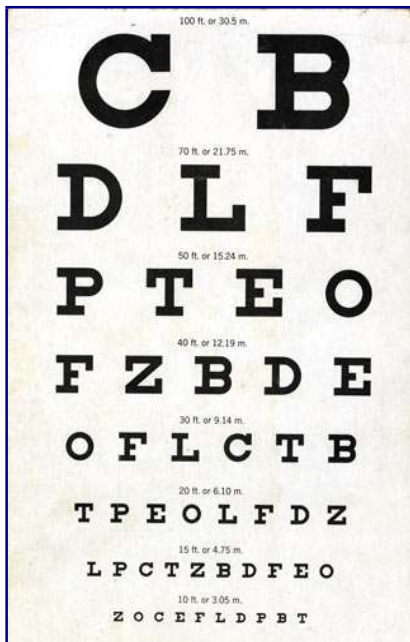 100 ft. or 30.5 m.
C B
70 ft. or 21.75 m.
D L F
50 ft. or 15.24 m.
P T E O
40 ft. or 12.19 m.
F Z B D E
30 ft. or 9.14 m.
O F L C T B
20 ft. or 6.10 m.
T P E O L F D Z
15 ft. or 4.75 m.
L P C T Z B D F E O
10 ft. or 3.05 m.
Z O C E F L D P B T